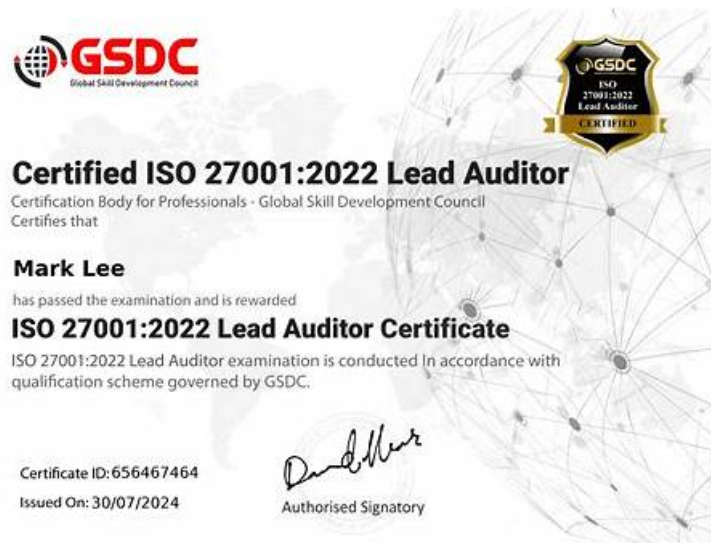 GSDC
Global Skill Development Council
GSDC
ISO
27001:2022
Lead Auditor
CERTIFIED
Certified ISO 27001:2022 Lead Auditor
Certification Body for Professionals - Global Skill Development Council
Certifies that
Mark Lee
has passed the examination and is rewarded
ISO 27001:2022 Lead Auditor Certificate
ISO 27001:2022 Lead Auditor examination is conducted In accordance with
qualification scheme governed by GSDC.
Certificate ID: 656467464
Issued On: 30/07/2024
Authorised Signatory